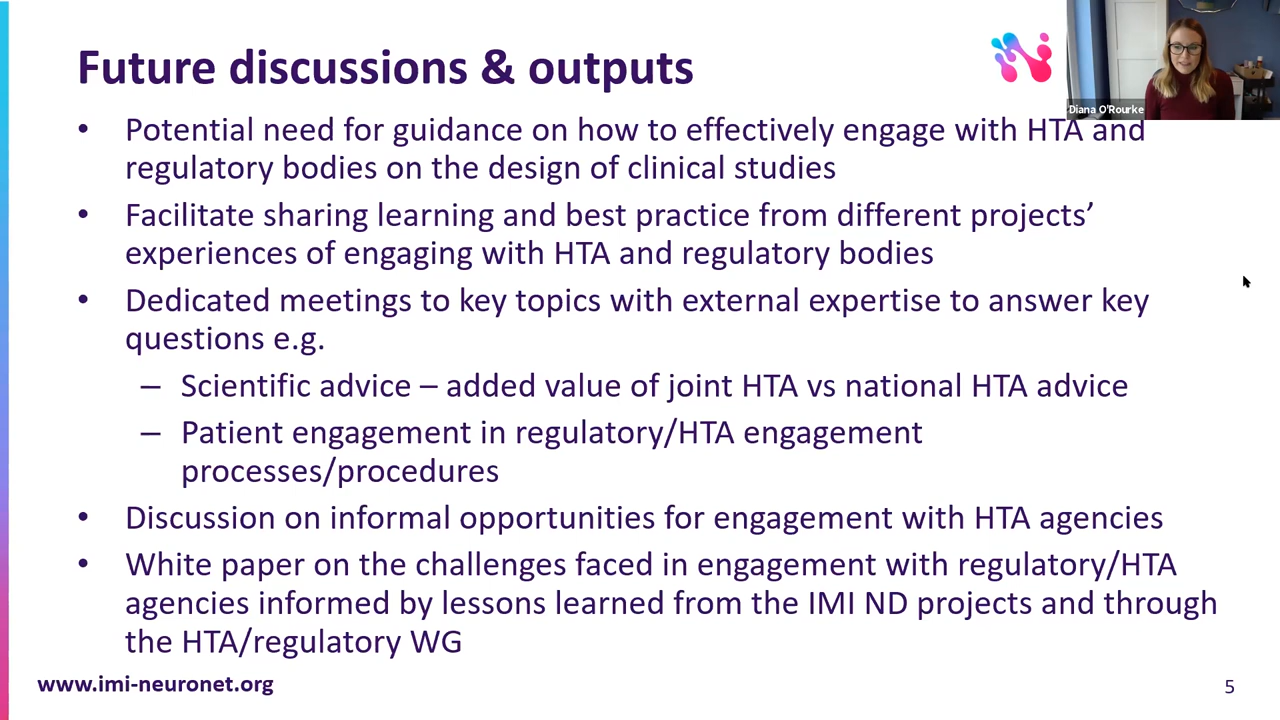 Future discussions & outputs
Diana O'Rourke
• Potential need for guidance on how to effectively engage with HTA and
regulatory bodies on the design of clinical studies
• Facilitate sharing learning and best practice from different projects’
experiences of engaging with HTA and regulatory bodies
• Dedicated meetings to key topics with external expertise to answer key
questions e.g.
– Scientific advice – added value of joint HTA vs national HTA advice
– Patient engagement in regulatory/HTA engagement
processes/procedures
• Discussion on informal opportunities for engagement with HTA agencies
• White paper on the challenges faced in engagement with regulatory/HTA
agencies informed by lessons learned from the IMI ND projects and through
the HTA/regulatory WG
www.imi-neuronet.org
5